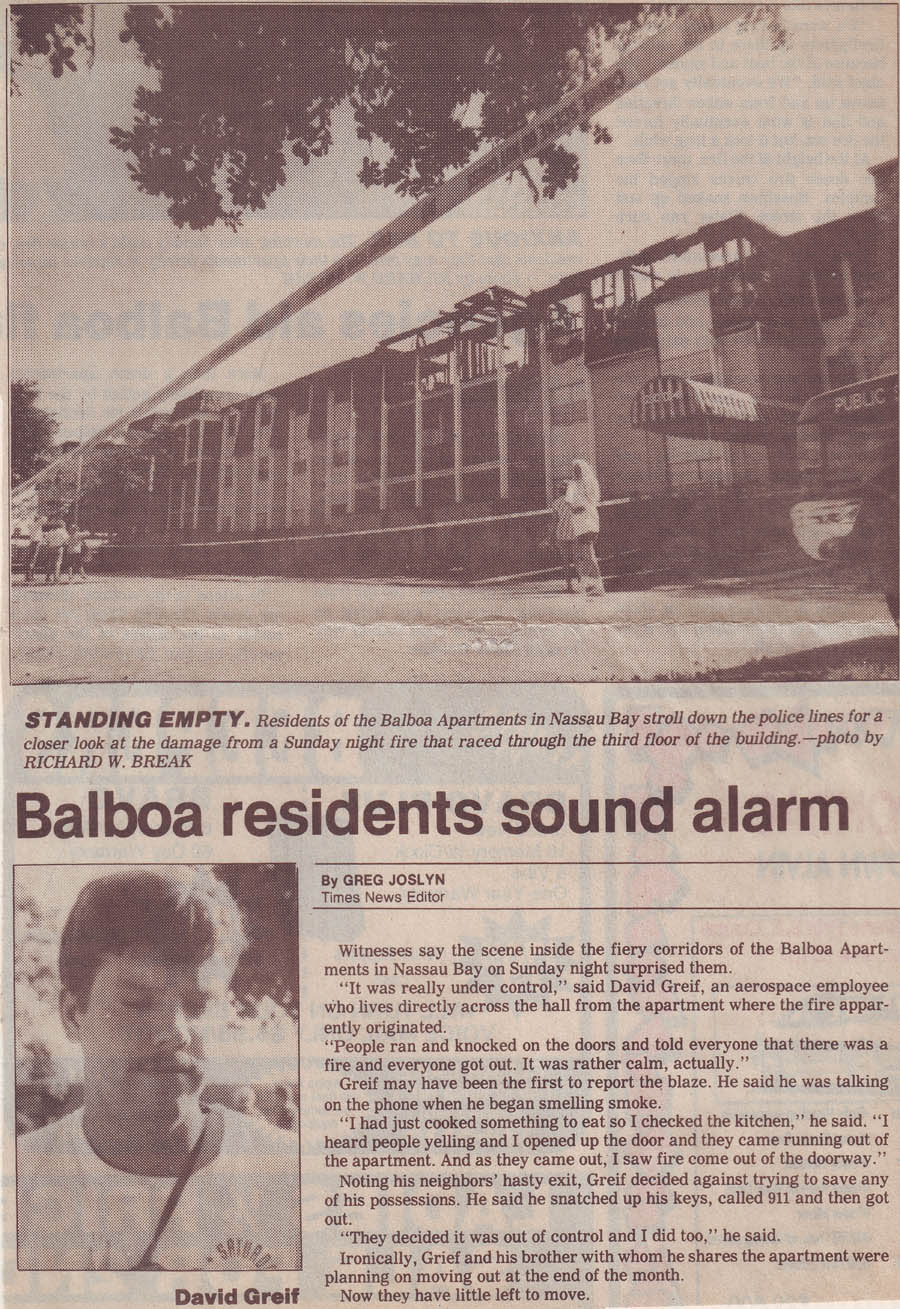 PUBLIC S
STANDING EMPTY. Residents of the Balboa Apartments in Nassau Bay stroll down the police lines for a
closer look at the damage from a Sunday night fire that raced through the third floor of the building.—photo by
RICHARD W. BREAK
Balboa residents sound alarm
By GREG JOSLYN
Times News Editor
Witnesses say the scene inside the fiery corridors of the Balboa Apart-
ments in Nassau Bay on Sunday night surprised them.
"It was really under control," said David Greif, an aerospace employee
who lives directly across the hall from the apartment where the fire appar-
ently originated.
"People ran and knocked on the doors and told everyone that there was a
fire and everyone got out. It was rather calm, actually."
Greif may have been the first to report the blaze. He said he was talking
on the phone when he began smelling smoke.
"I had just cooked something to eat so I checked the kitchen," he said. "I
heard people yelling and I opened up the door and they came running out of
the apartment. And as they came out, I saw fire come out of the doorway."
Noting his neighbors' hasty exit, Greif decided against trying to save any
of his possessions. He said he snatched up his keys, called 911 and then got
out.
"They decided it was out of control and I did too," he said.
Ironically, Grief and his brother with whom he shares the apartment were
planning on moving out at the end of the month.
Now they have little left to move.
SATURDAY
David Greif